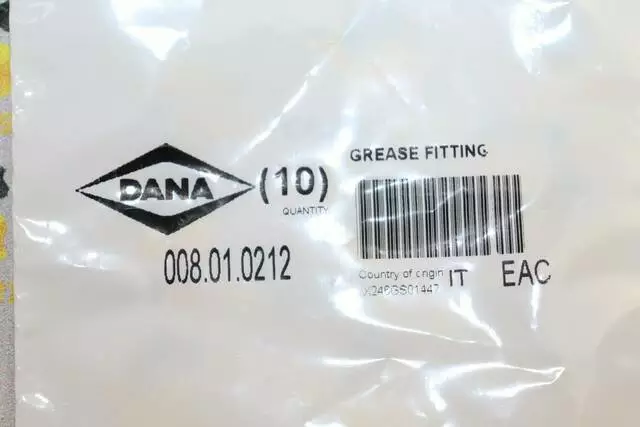 GREASE FITTING
DANA
(10)
QUANTITY
008.01.0212
Country of origin IT EAC